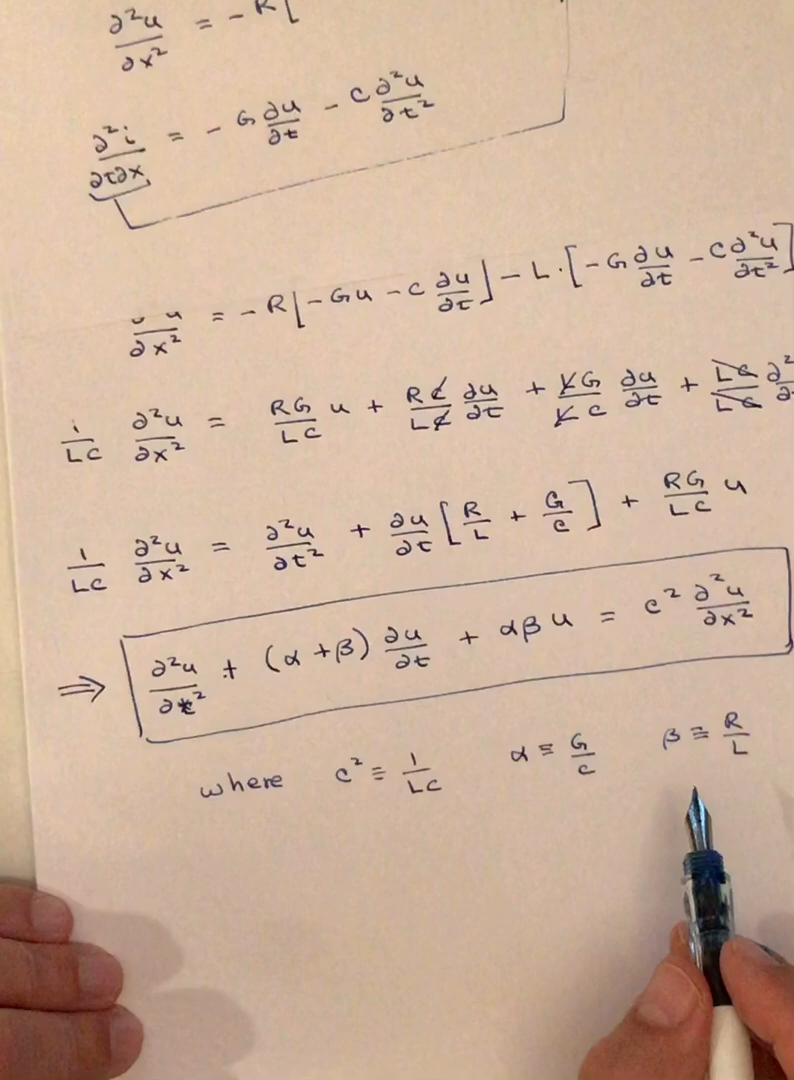 ∂²u/∂x² = - R[
∂²i/∂t∂x = - G ∂u/∂t - C ∂²u/∂t²
u/∂x² = - R[- Gu - C ∂u/∂t] - L·[- G ∂u/∂t - C ∂²u/∂t²]
1/LC ∂²u/∂x² = RG/LC u + RC/LC ∂u/∂t + LG/LC ∂u/∂t + LC/LC ∂²
1/LC ∂²u/∂x² = ∂²u/∂t² + ∂u/∂t [R/L + G/C] + RG/LC u
⇒ ∂²u/∂t² + (α + β) ∂u/∂t + αβu = c² ∂²u/∂x²
where c² ≡ 1/LC α ≡ G/C β ≡ R/L